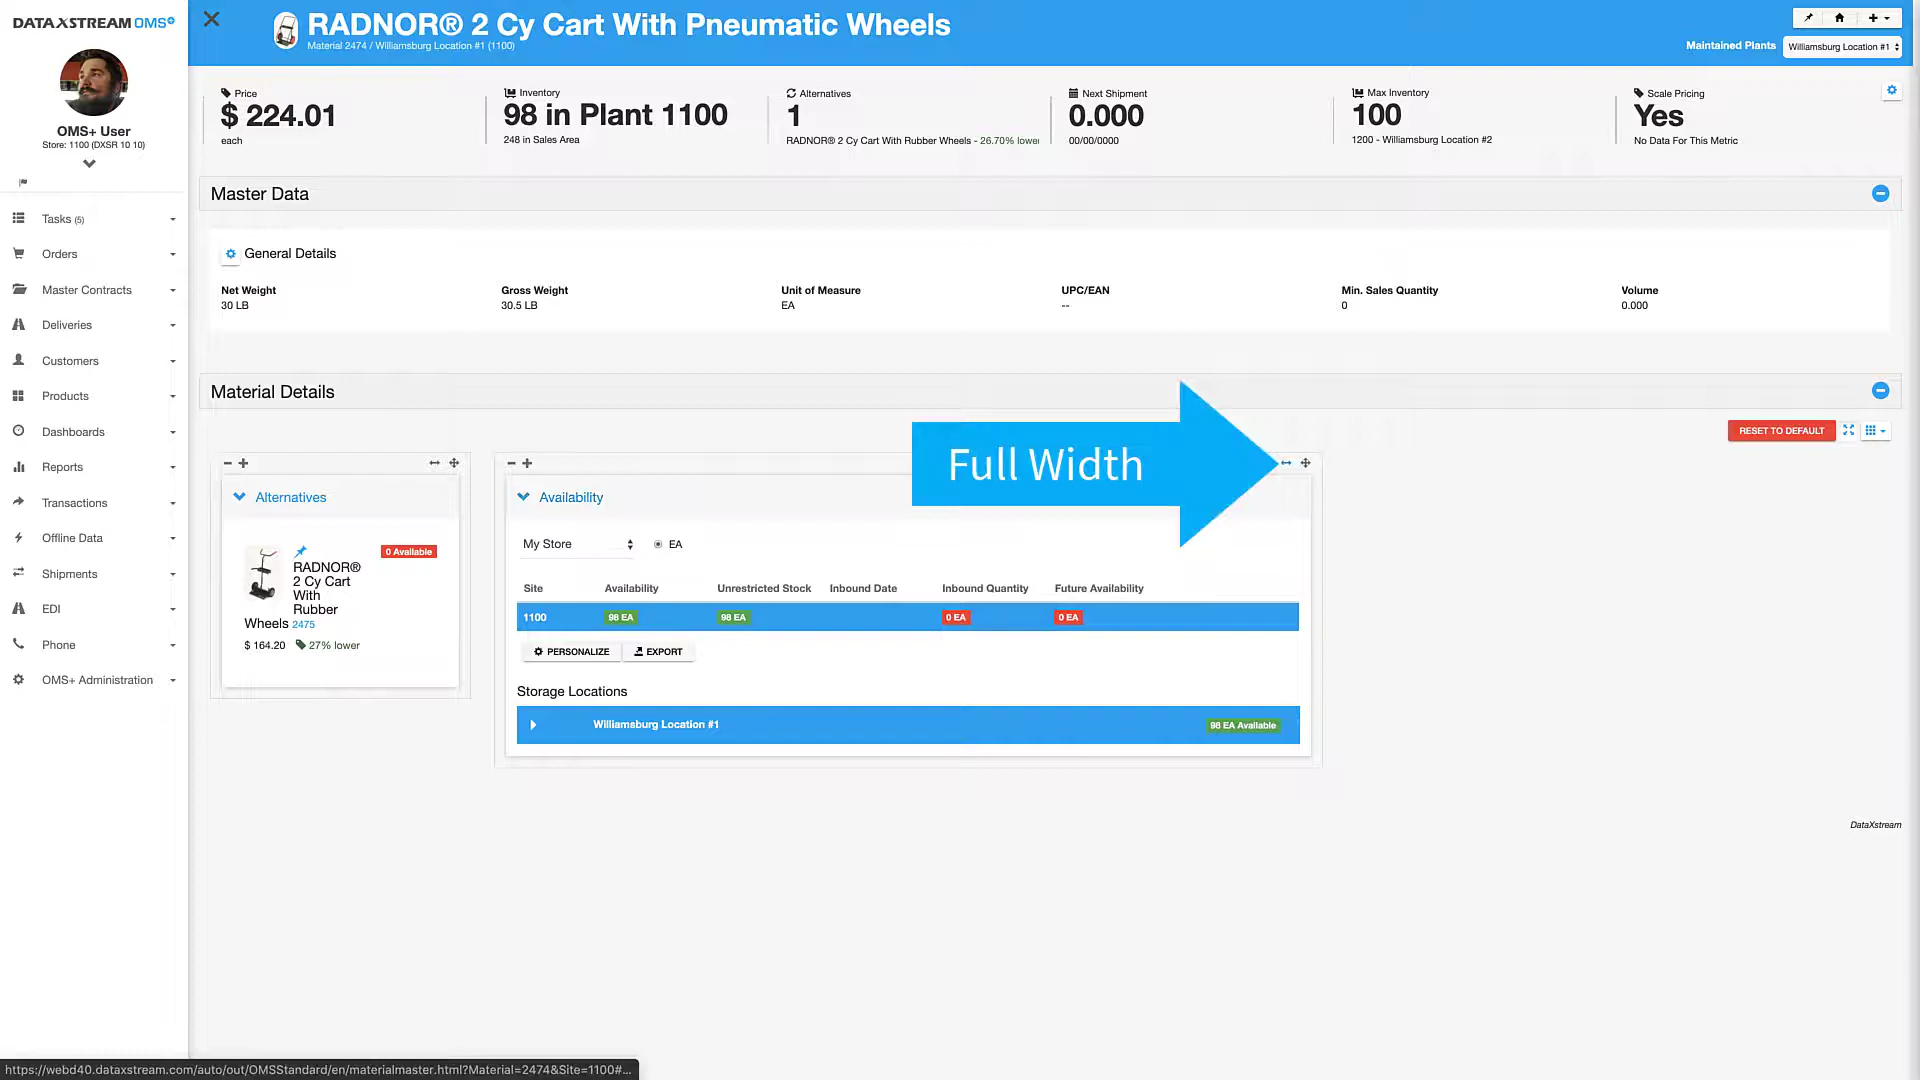 DATAXSTREAM OMS+
OMS+ User
Store: 1100 (DXSR 10 10)
Tasks (5)
Orders
Master Contracts
Deliveries
Customers
Products
Dashboards
Reports
Transactions
Offline Data
Shipments
EDI
Phone
OMS+ Administration
RADNOR® 2 Cy Cart With Pneumatic Wheels
Material 2474 / Williamsburg Location #1 (1100)
Maintained Plants
Williamsburg Location #1
Price
$ 224.01
each
Inventory
98 in Plant 1100
248 in Sales Area
Alternatives
1
RADNOR® 2 Cy Cart With Rubber Wheels - 26.70% lower
Next Shipment
0.000
00/00/0000
Max Inventory
100
1200 - Williamsburg Location #2
Scale Pricing
Yes
No Data For This Metric
Master Data
General Details
Net Weight
30 LB
Gross Weight
30.5 LB
Unit of Measure
EA
UPC/EAN
--
Min. Sales Quantity
0
Volume
0.000
Material Details
RESET TO DEFAULT
Full Width
Alternatives
0 Available
RADNOR®
2 Cy Cart
With
Rubber
Wheels 2475
$ 164.20 27% lower
Availability
My Store EA
Site Availability Unrestricted Stock Inbound Date Inbound Quantity Future Availability
1100 98 EA 98 EA 0 EA 0 EA
PERSONALIZE EXPORT
Storage Locations
Williamsburg Location #1 98 EA Available
DataXstream
https://webd40.dataxstream.com/auto/out/OMSStandard/en/materialmaster.html?Material=2474&Site=1100#...